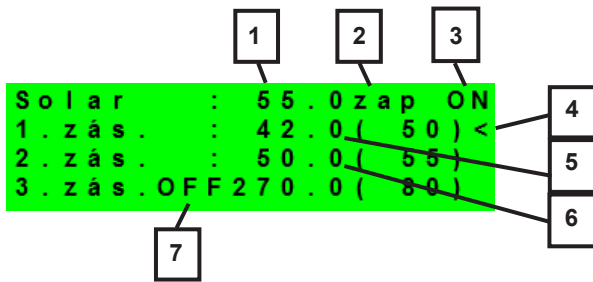 1 2 3
Solar : 55.0zap ON
1.zás. : 42.0( 50)<
2.zás. : 50.0( 55)
3.zás.OFF270.0( 80)
4
5
6
7